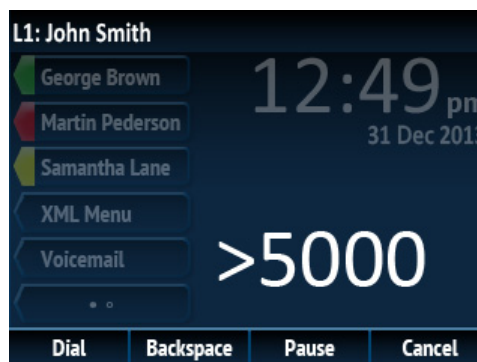 L1: John Smith
George Brown
12:49 pm
Martin Pederson
31 Dec 2013
Samantha Lane
XML Menu
Voicemail
>5000
Dial Backspace Pause Cancel